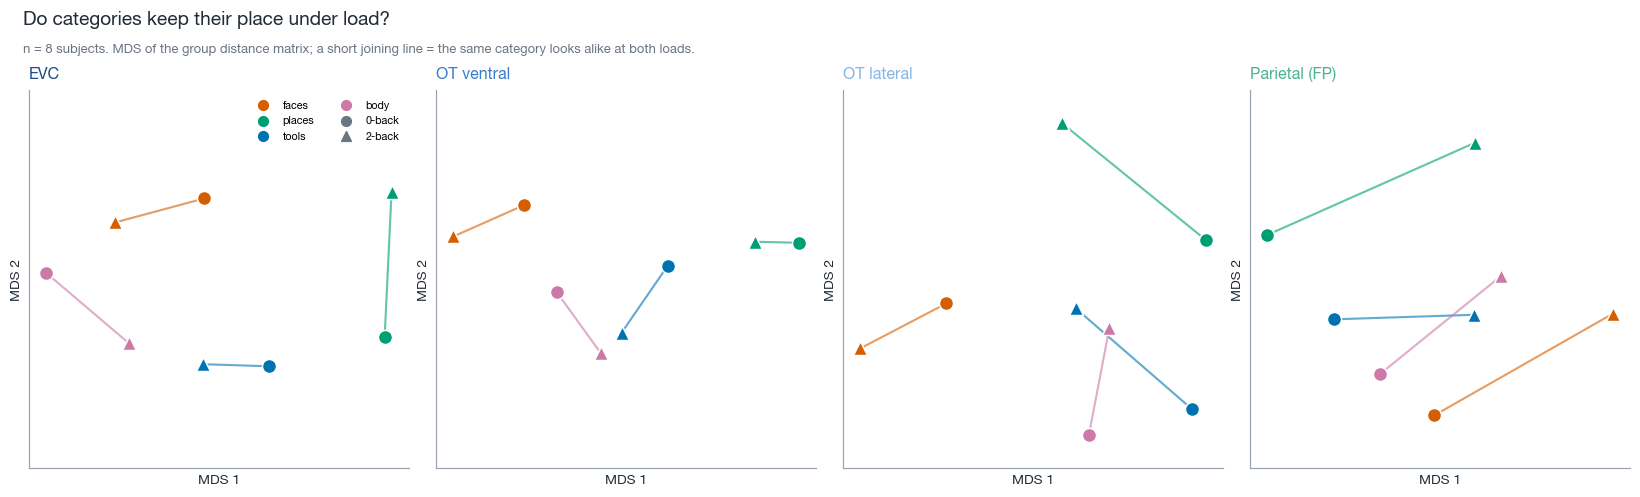 Do categories keep their place under load?
n = 8 subjects. MDS of the group distance matrix; a short joining line = the same category looks alike at both loads.
EVC
OT ventral
OT lateral
Parietal (FP)
faces
places
tools
body
0-back
2-back
MDS 2
MDS 2
MDS 2
MDS 2
MDS 1
MDS 1
MDS 1
MDS 1